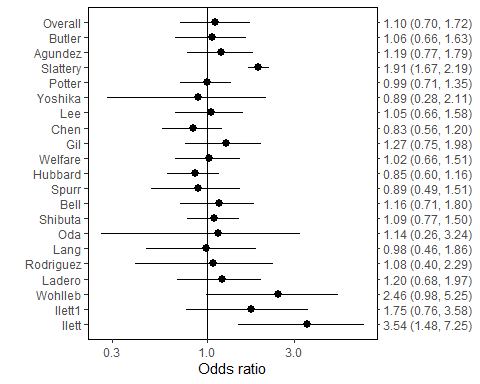 Overall 1.10 (0.70, 1.72)
Butler 1.06 (0.66, 1.63)
Agundez 1.19 (0.77, 1.79)
Slattery 1.91 (1.67, 2.19)
Potter 0.99 (0.71, 1.35)
Yoshika 0.89 (0.28, 2.11)
Lee 1.05 (0.66, 1.58)
Chen 0.83 (0.56, 1.20)
Gil 1.27 (0.75, 1.98)
Welfare 1.02 (0.66, 1.51)
Hubbard 0.85 (0.60, 1.16)
Spurr 0.89 (0.49, 1.51)
Bell 1.16 (0.71, 1.80)
Shibuta 1.09 (0.77, 1.50)
Oda 1.14 (0.26, 3.24)
Lang 0.98 (0.46, 1.86)
Rodriguez 1.08 (0.40, 2.29)
Ladero 1.20 (0.68, 1.97)
Wohlleb 2.46 (0.98, 5.25)
Ilett1 1.75 (0.76, 3.58)
Ilett 3.54 (1.48, 7.25)
0.3 1.0 3.0
Odds ratio